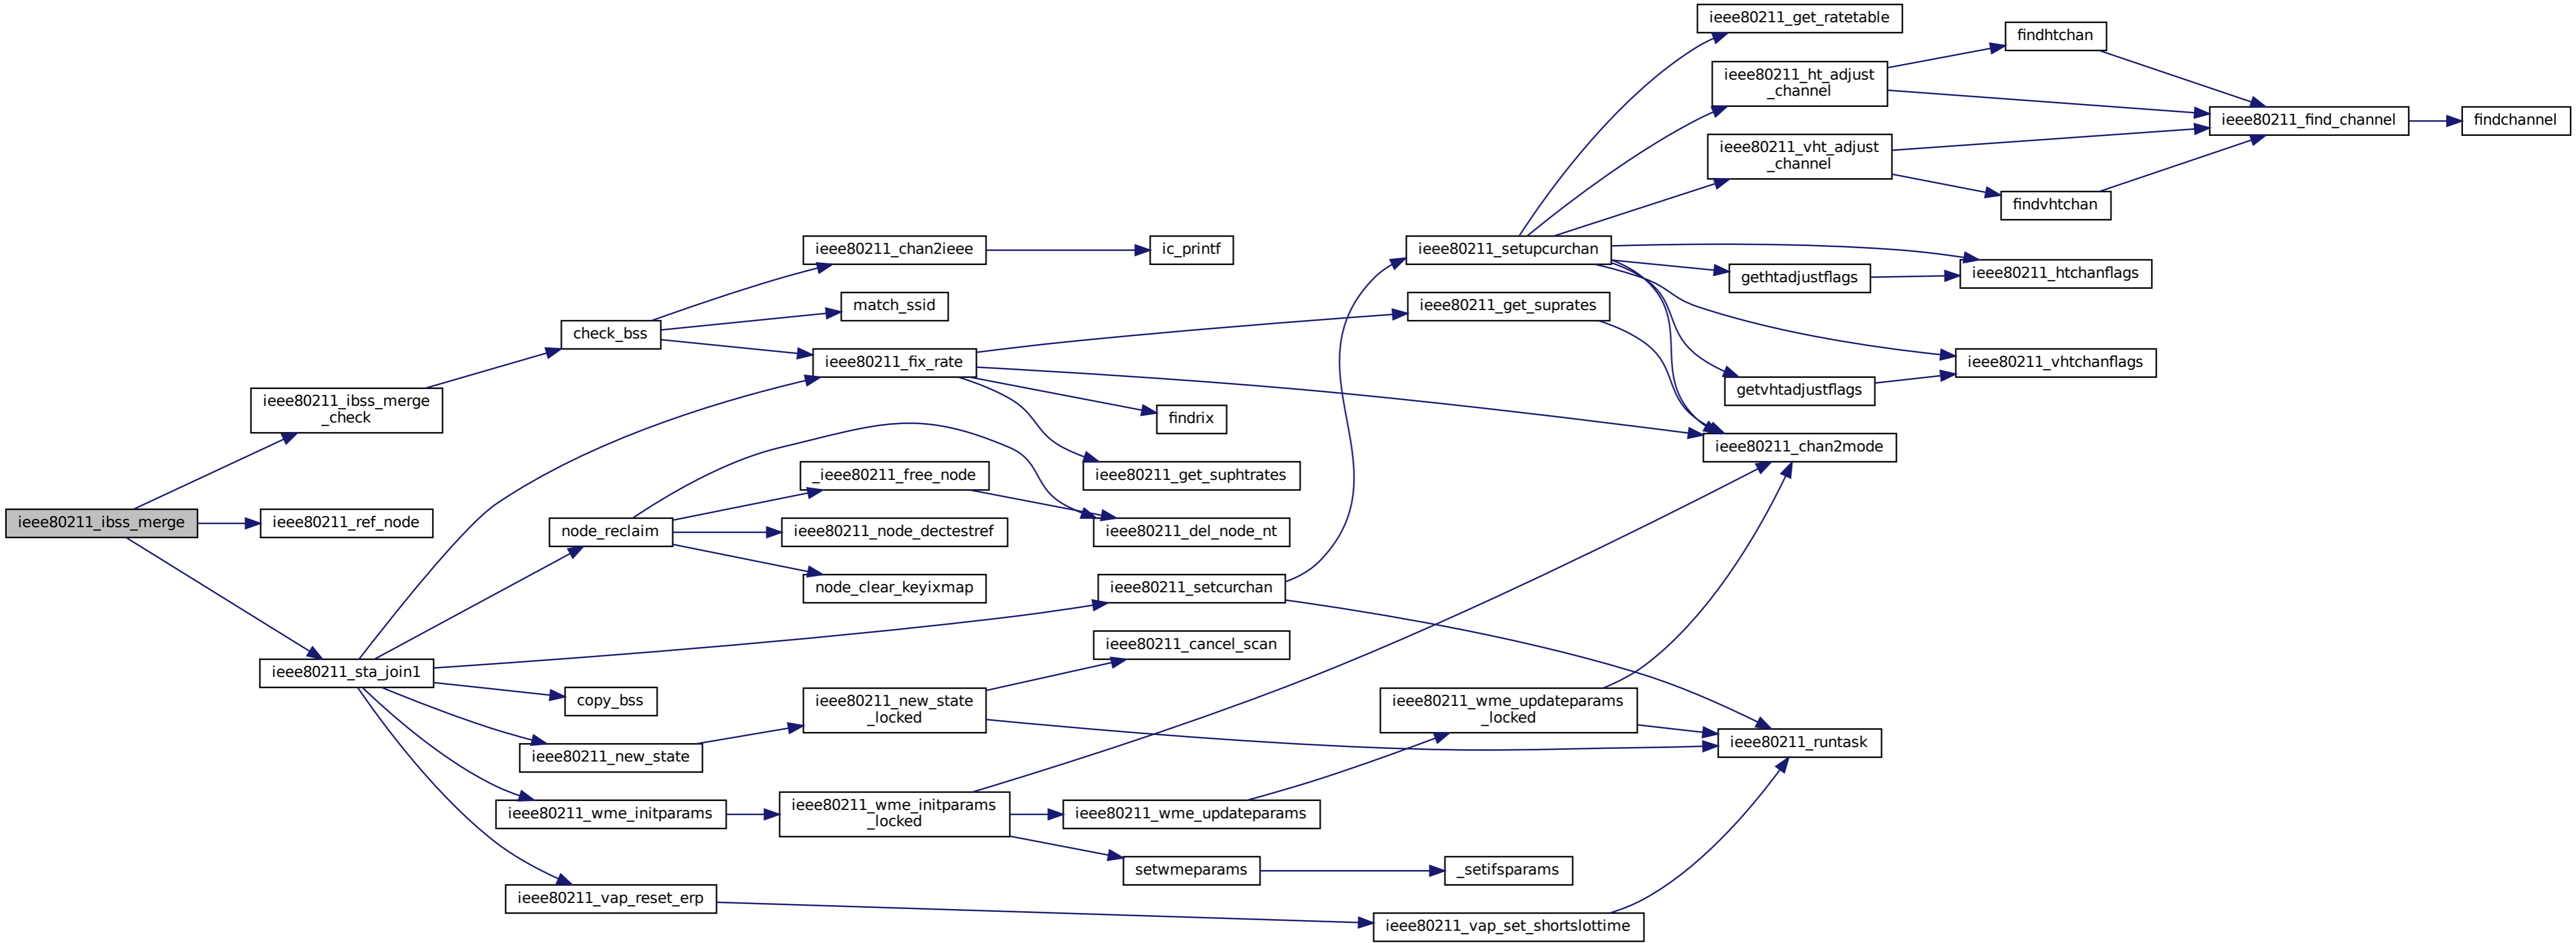 ieee80211_ibss_merge
ieee80211_ibss_merge
_check
ieee80211_ref_node
ieee80211_sta_join1
check_bss
node_reclaim
copy_bss
ieee80211_new_state
ieee80211_wme_initparams
ieee80211_vap_reset_erp
ieee80211_chan2ieee
match_ssid
ieee80211_fix_rate
_ieee80211_free_node
ieee80211_node_dectestref
node_clear_keyixmap
ieee80211_new_state
_locked
ieee80211_wme_initparams
_locked
ic_printf
findrix
ieee80211_get_suphtrates
ieee80211_del_node_nt
ieee80211_setcurchan
ieee80211_cancel_scan
ieee80211_wme_updateparams
setwmeparams
ieee80211_setupcurchan
ieee80211_get_suprates
ieee80211_wme_updateparams
_locked
_setifsparams
ieee80211_vap_set_shortslottime
ieee80211_get_ratetable
ieee80211_ht_adjust
_channel
ieee80211_vht_adjust
_channel
gethtadjustflags
getvhtadjustflags
ieee80211_chan2mode
ieee80211_runtask
findhtchan
findvhtchan
ieee80211_htchanflags
ieee80211_vhtchanflags
ieee80211_find_channel
findchannel